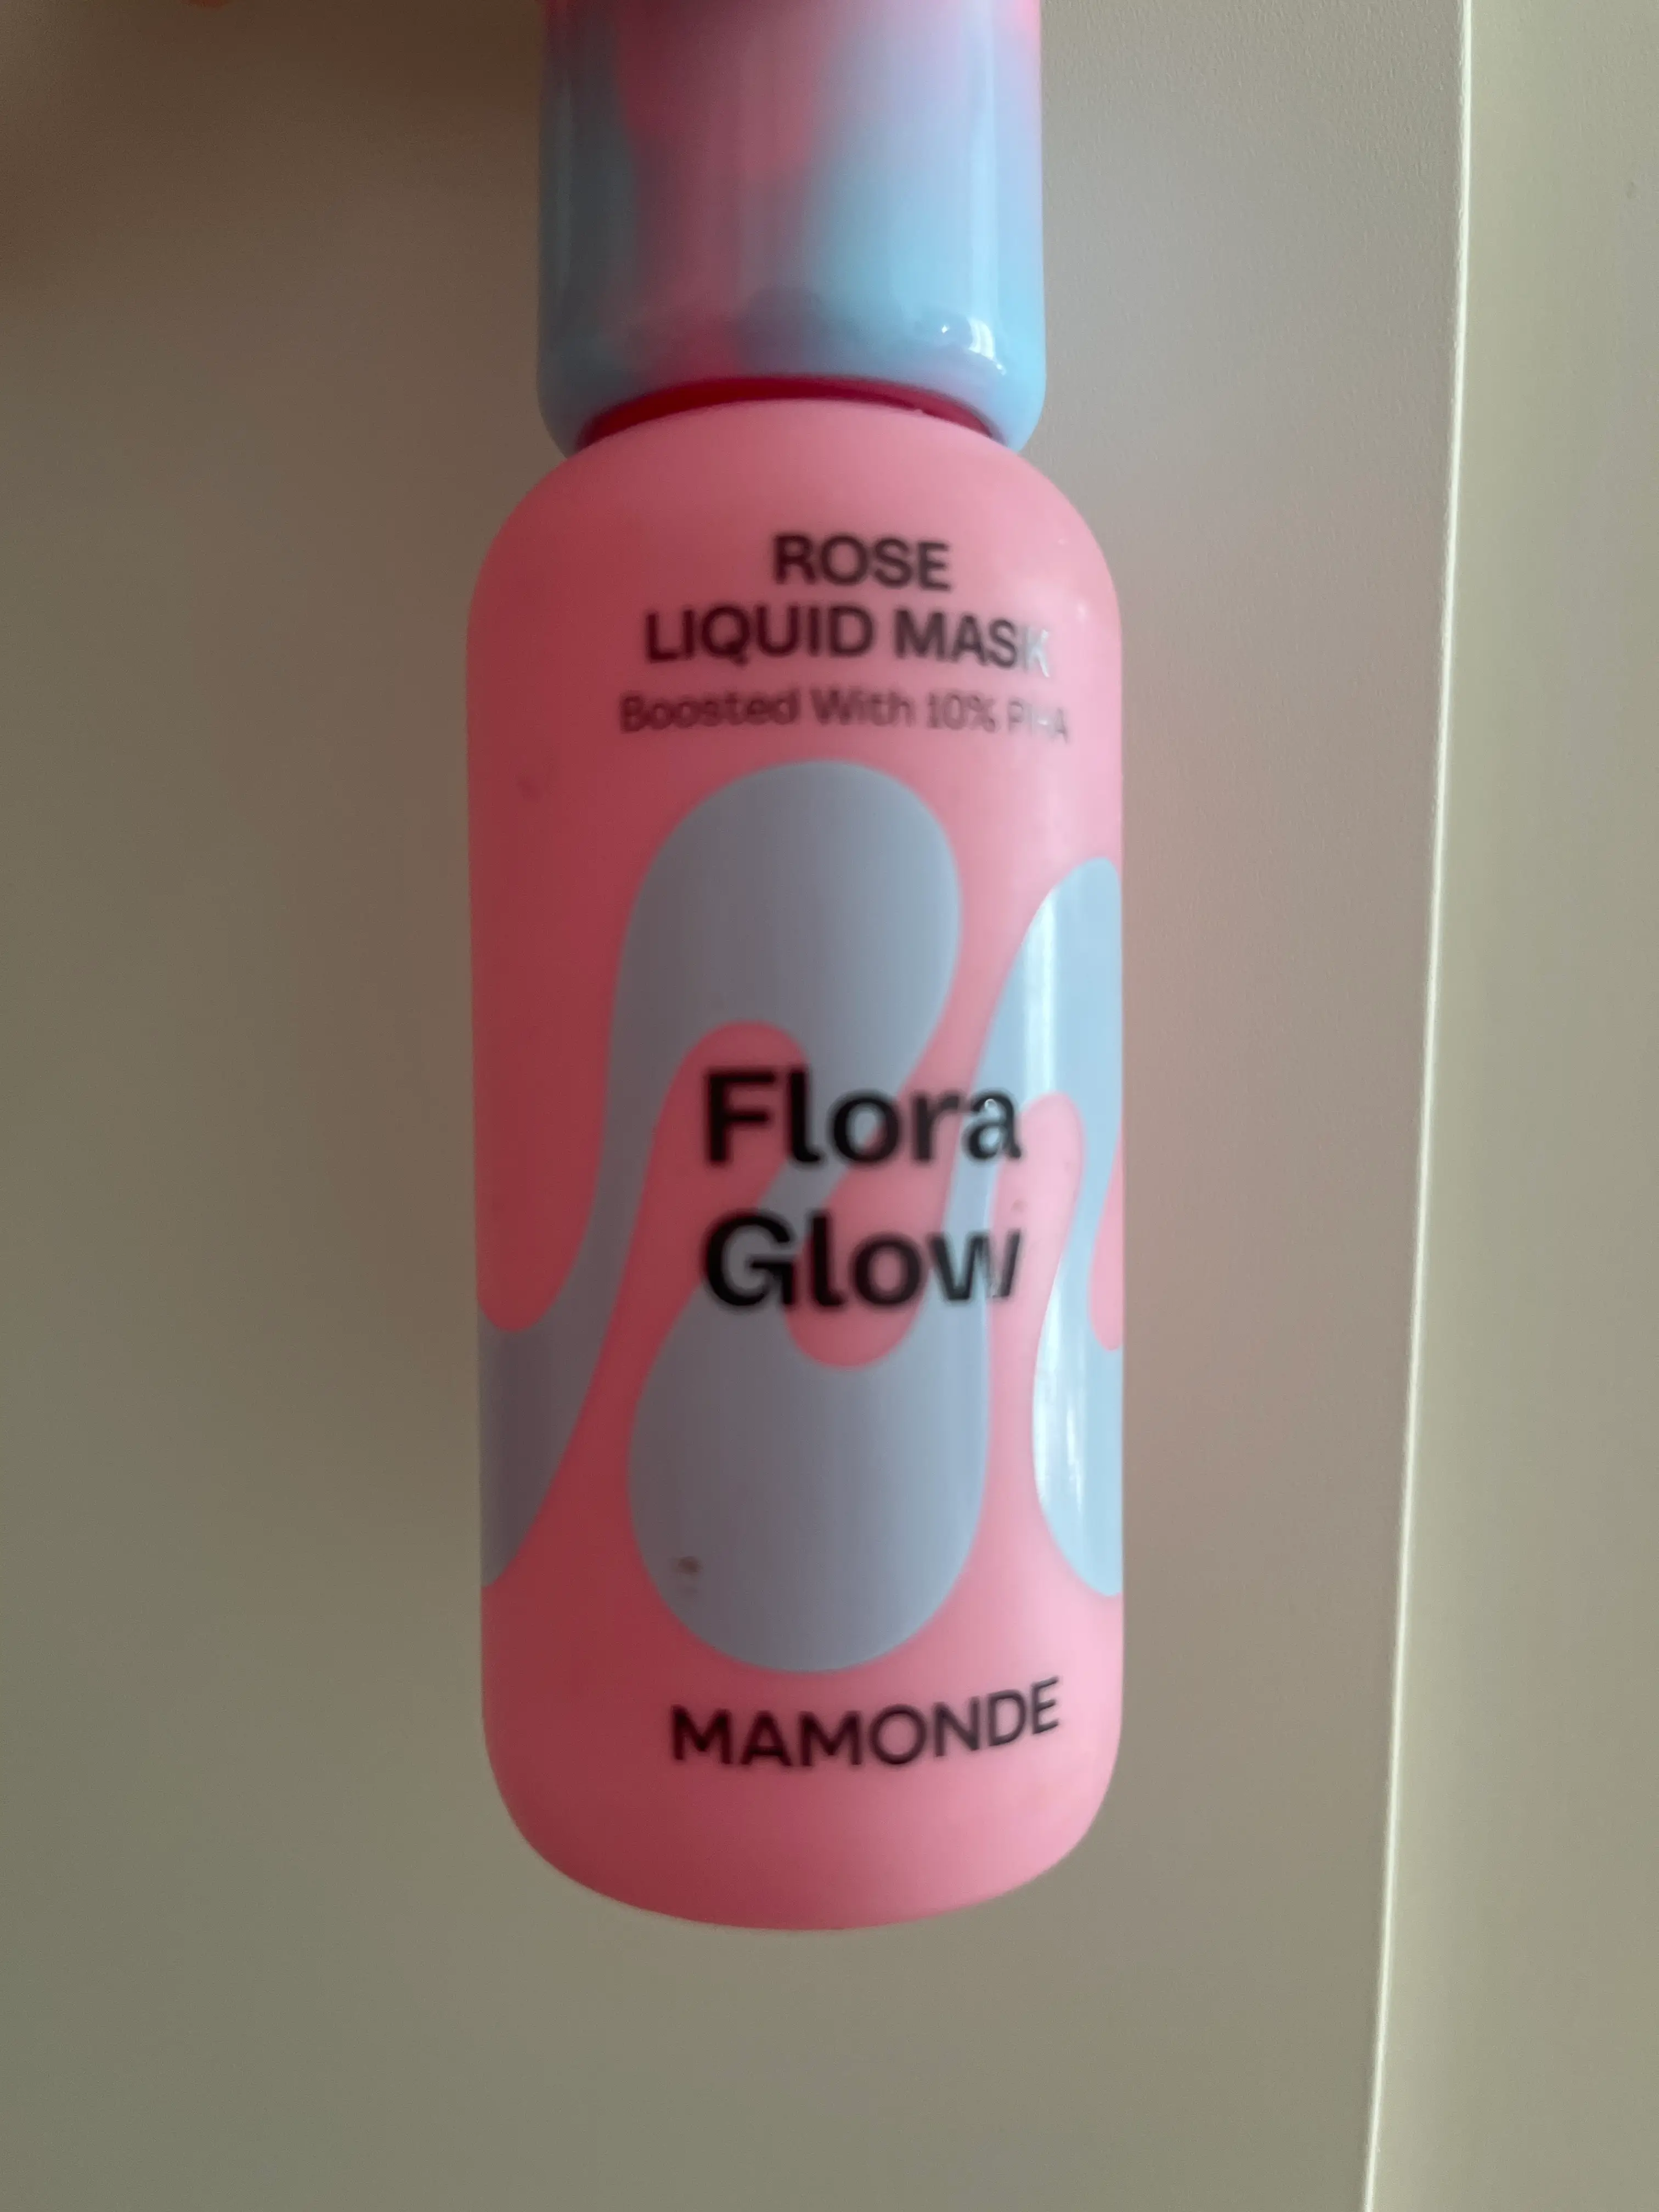 ROSE
LIQUID MASK
Boosted With 10% PHA
Flora
Glow
MAMONDE